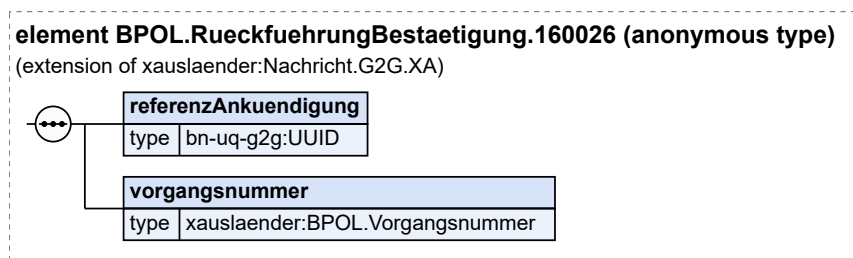 element BPOL.RueckfuehrungBestaetigung.160026 (anonymous type)
(extension of xauslaender:Nachricht.G2G.XA)
referenzAnkuendigung
type bn-uq-g2g:UUID
vorgangsnummer
type xauslaender:BPOL.Vorgangsnummer